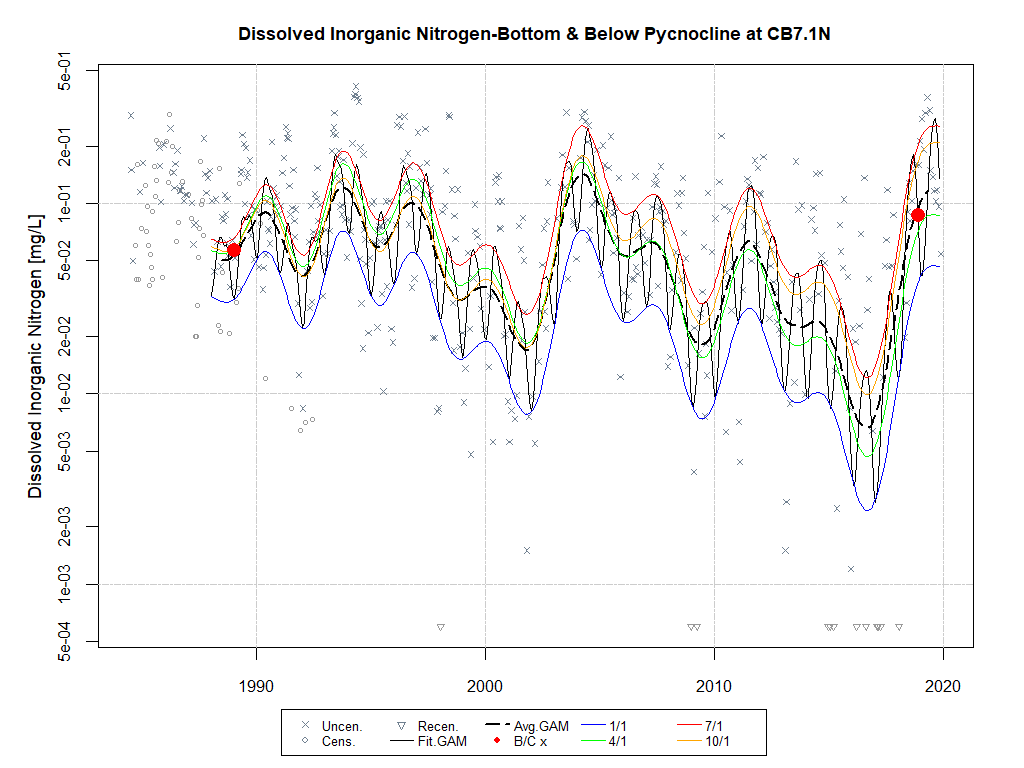 Dissolved Inorganic Nitrogen-Bottom & Below Pycnocline at CB7.1N
Dissolved Inorganic Nitrogen [mg/L]
5e-01
2e-01
1e-01
5e-02
2e-02
1e-02
5e-03
2e-03
1e-03
5e-04
1990 2000 2010 2020
Uncen. Recen. Avg.GAM 1/1 7/1
Cens. Fit.GAM B/C x 4/1 10/1